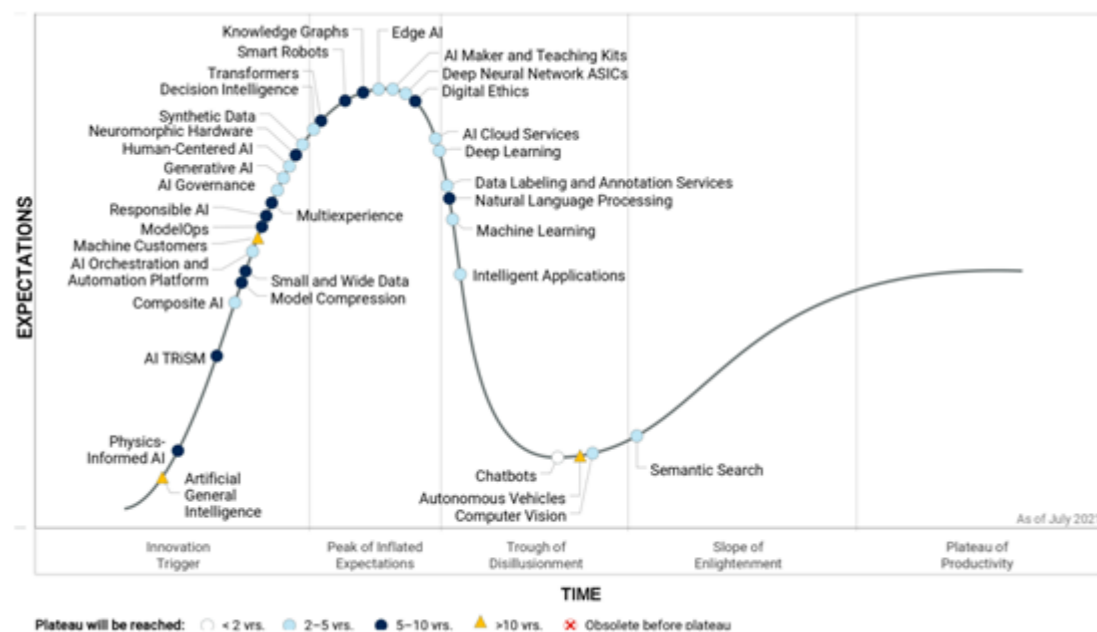 Knowledge Graphs
Edge AI
Smart Robots
AI Maker and Teaching Kits
Transformers
Deep Neural Network ASICs
Decision Intelligence
Digital Ethics
Synthetic Data
Neuromorphic Hardware
AI Cloud Services
Human-Centered AI
Deep Learning
Generative AI
AI Governance
Data Labeling and Annotation Services
Natural Language Processing
Responsible AI
Multiexperience
ModelOps
Machine Learning
Machine Customers
AI Orchestration and
Automation Platform
Small and Wide Data
Intelligent Applications
Composite AI
Model Compression
AI TRiSM
Physics-
Informed AI
Artificial
General
Intelligence
Chatbots
Autonomous Vehicles
Computer Vision
Semantic Search
EXPECTATIONS
As of July 2021
Innovation
Trigger
Peak of Inflated
Expectations
Trough of
Disillusionment
Slope of
Enlightenment
Plateau of
Productivity
TIME
Plateau will be reached: < 2 yrs. 2–5 yrs. 5–10 yrs. >10 yrs. Obsolete before plateau